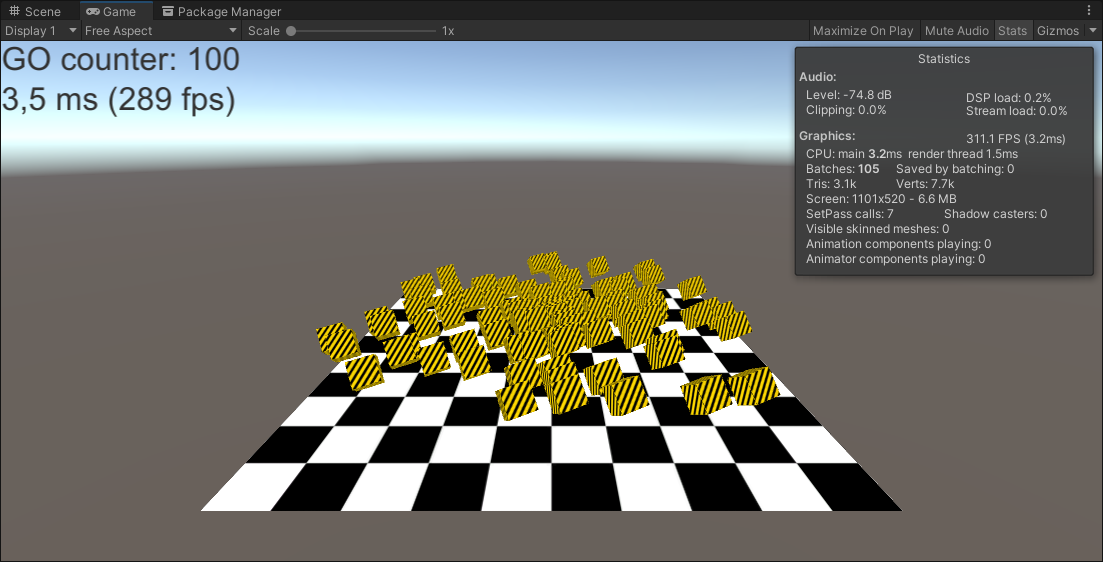 Scene Game Package Manager
Display 1 Free Aspect Scale 1x Maximize On Play Mute Audio Stats Gizmos
GO counter: 100
3,5 ms (289 fps)
Statistics
Audio:
Level: -74.8 dB DSP load: 0.2%
Clipping: 0.0% Stream load: 0.0%
Graphics: 311.1 FPS (3.2ms)
CPU: main 3.2ms render thread 1.5ms
Batches: 105 Saved by batching: 0
Tris: 3.1k Verts: 7.7k
Screen: 1101x520 - 6.6 MB
SetPass calls: 7 Shadow casters: 0
Visible skinned meshes: 0
Animation components playing: 0
Animator components playing: 0